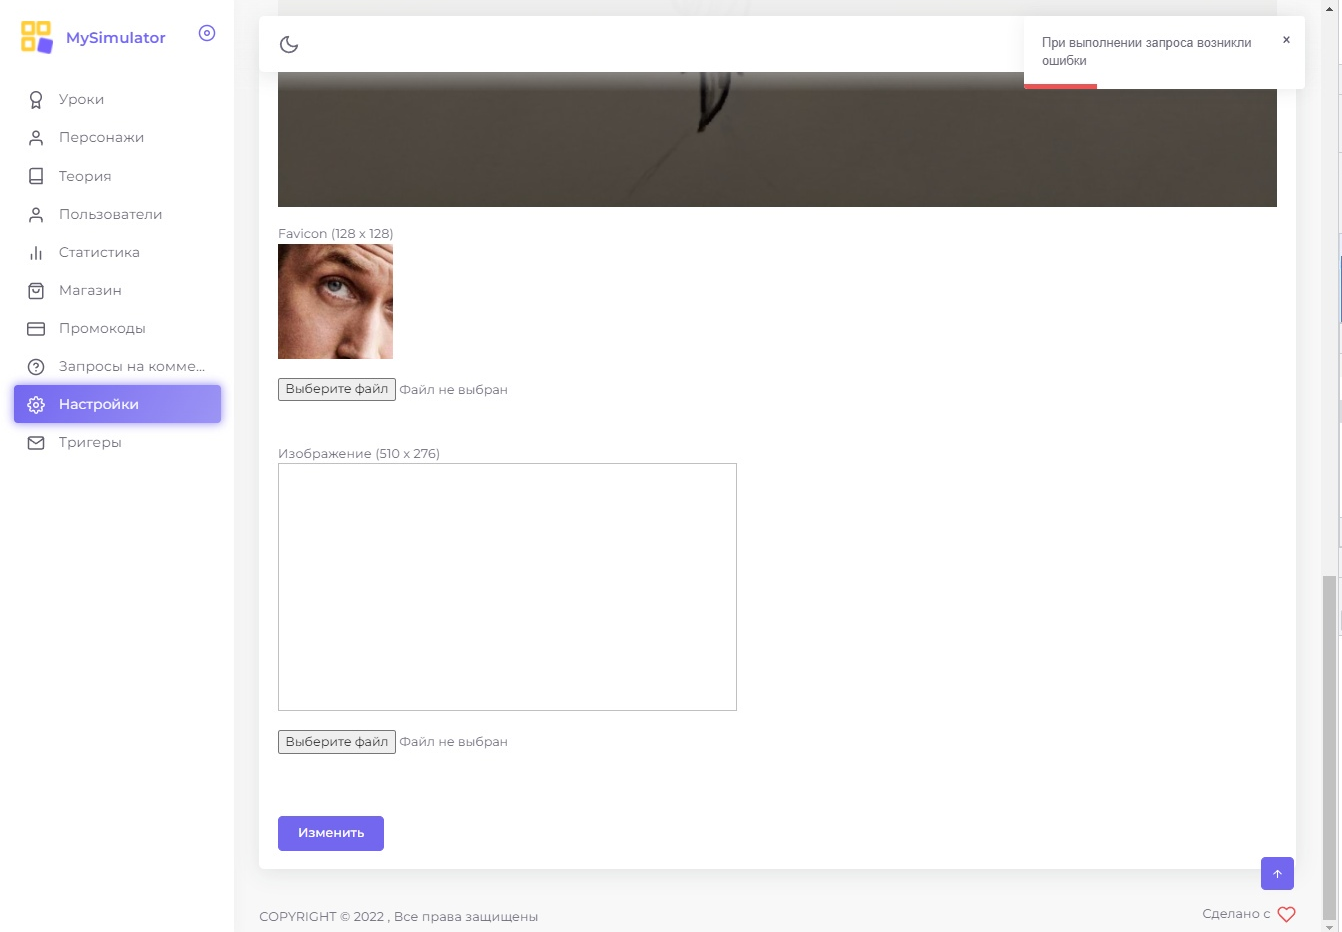 MySimulator
Уроки
Персонажи
Теория
Пользователи
Статистика
Магазин
Промокоды
Запросы на комме...
Настройки
Тригеры
При выполнении запроса возникли
ошибки
×
Favicon (128 x 128)
Выберите файл Файл не выбран
Изображение (510 x 276)
Выберите файл Файл не выбран
Изменить
COPYRIGHT © 2022 , Все права защищены
Сделано с